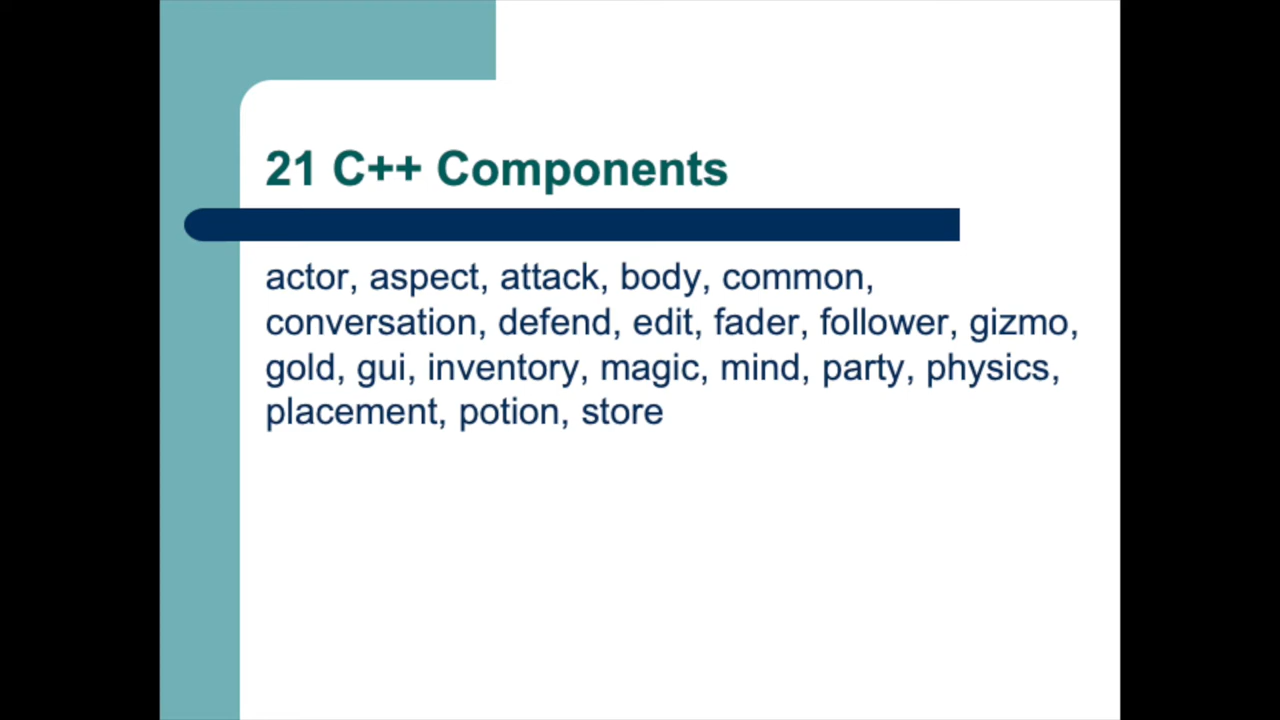 21 C++ Components
actor, aspect, attack, body, common,
conversation, defend, edit, fader, follower, gizmo,
gold, gui, inventory, magic, mind, party, physics,
placement, potion, store